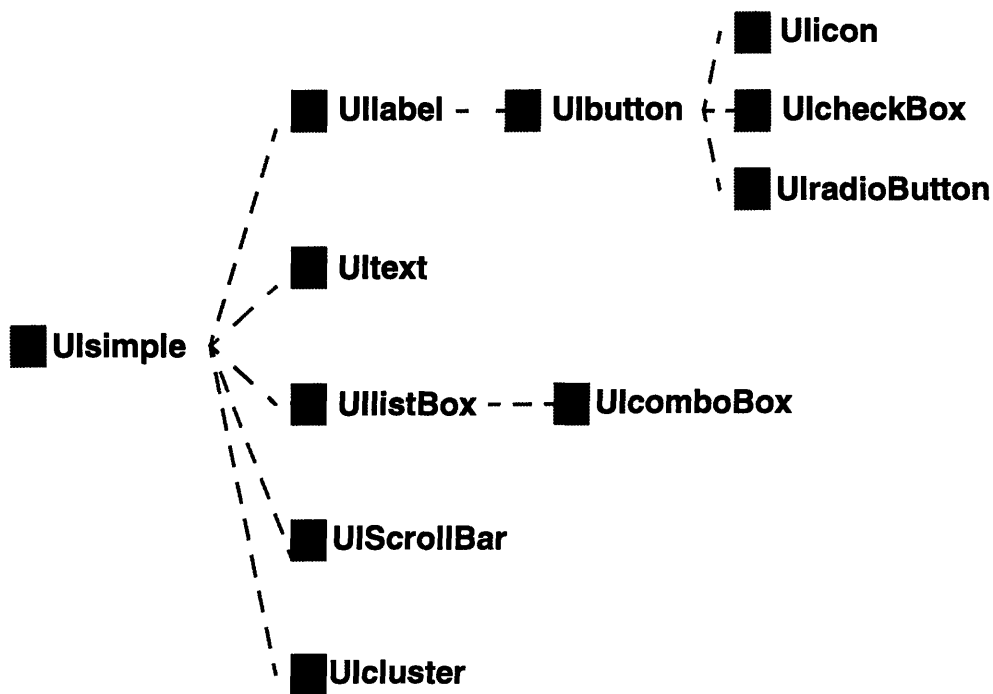 UIicon
UIlabel
UIbutton
UIcheckBox
UIradioButton
UItext
UIsimple
UIlistBox
UIcomboBox
UIScrollBar
UIcluster